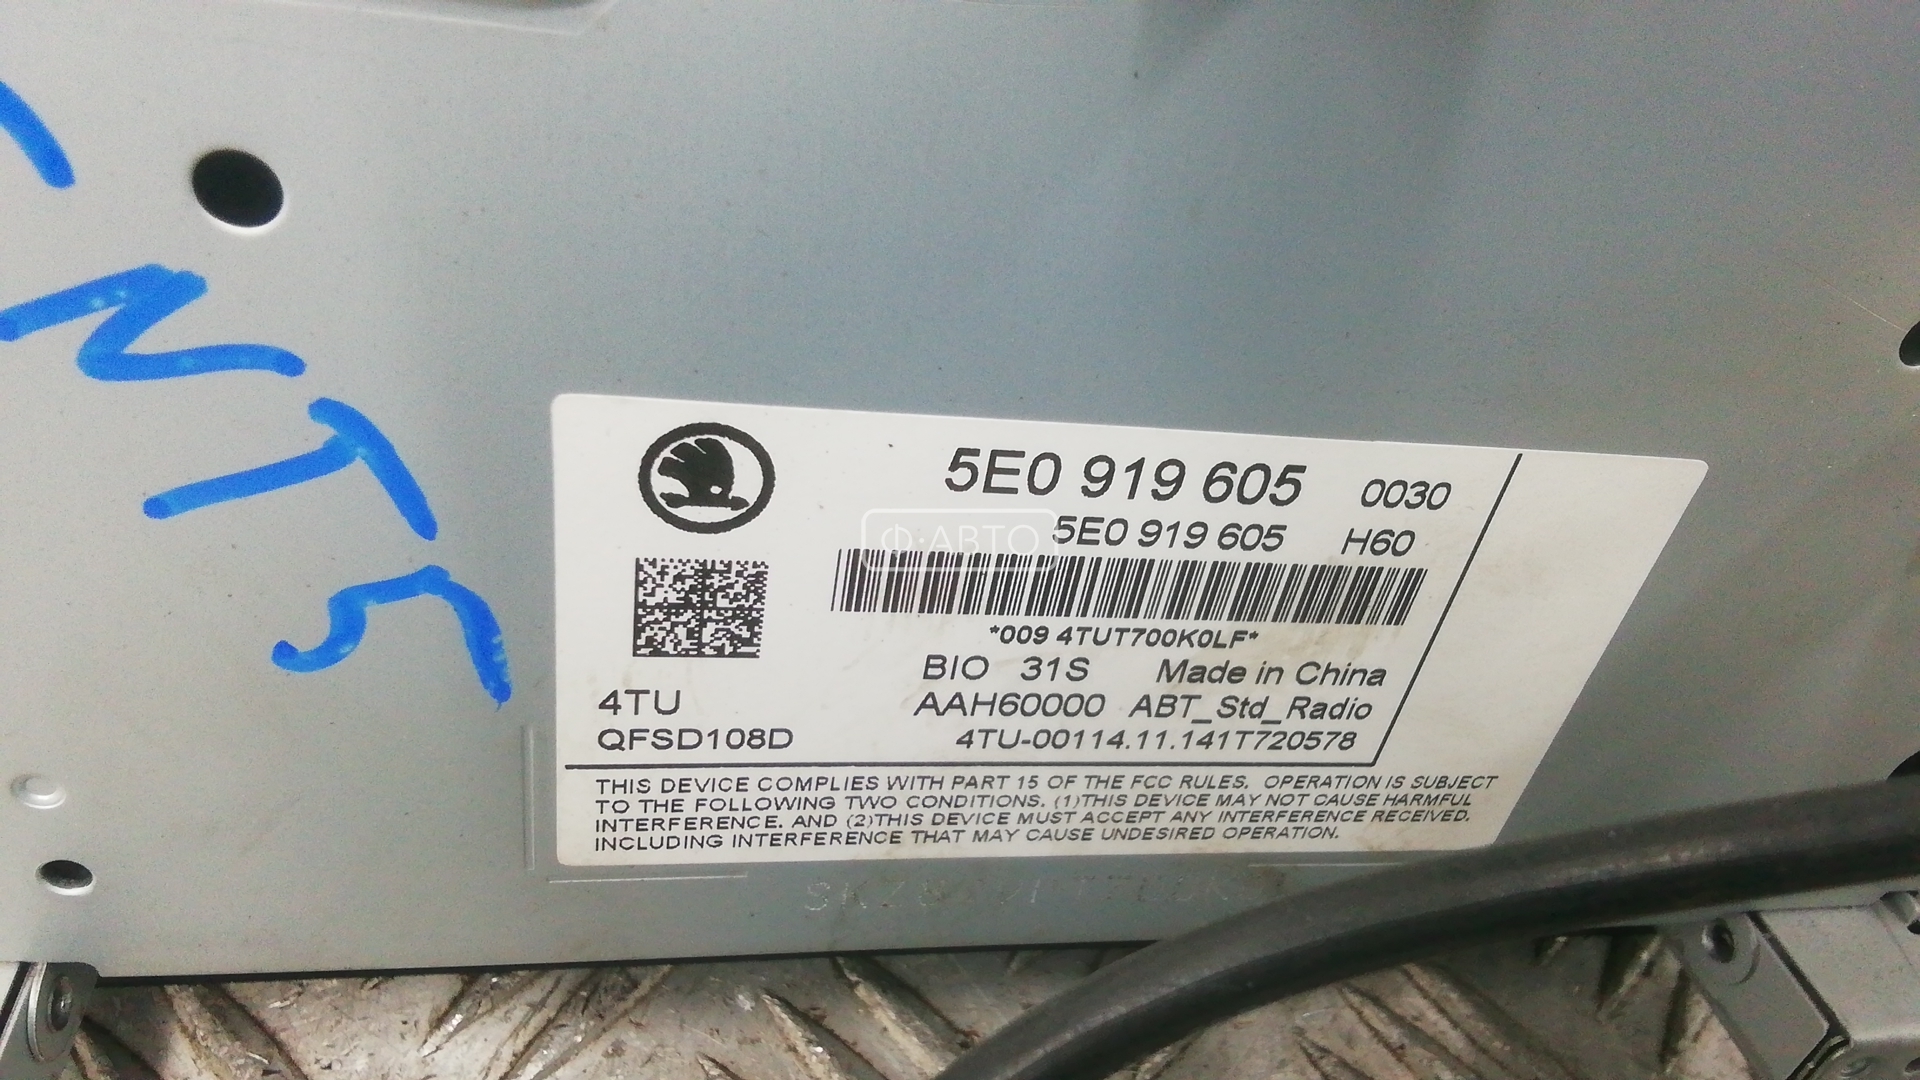 NT5
5E0 919 605 0030
5E0 919 605 H60
Ф:АВТО
*009 4TUT700K0LF*
BIO 31S Made in China
4TU AAH60000 ABT_Std_Radio
QFSD108D 4TU-00114.11.141T720578
THIS DEVICE COMPLIES WITH PART 15 OF THE FCC RULES. OPERATION IS SUBJECT
TO THE FOLLOWING TWO CONDITIONS. (1)THIS DEVICE MAY NOT CAUSE HARMFUL
INTERFERENCE. AND (2)THIS DEVICE MUST ACCEPT ANY INTERFERENCE RECEIVED.
INCLUDING INTERFERENCE THAT MAY CAUSE UNDESIRED OPERATION.